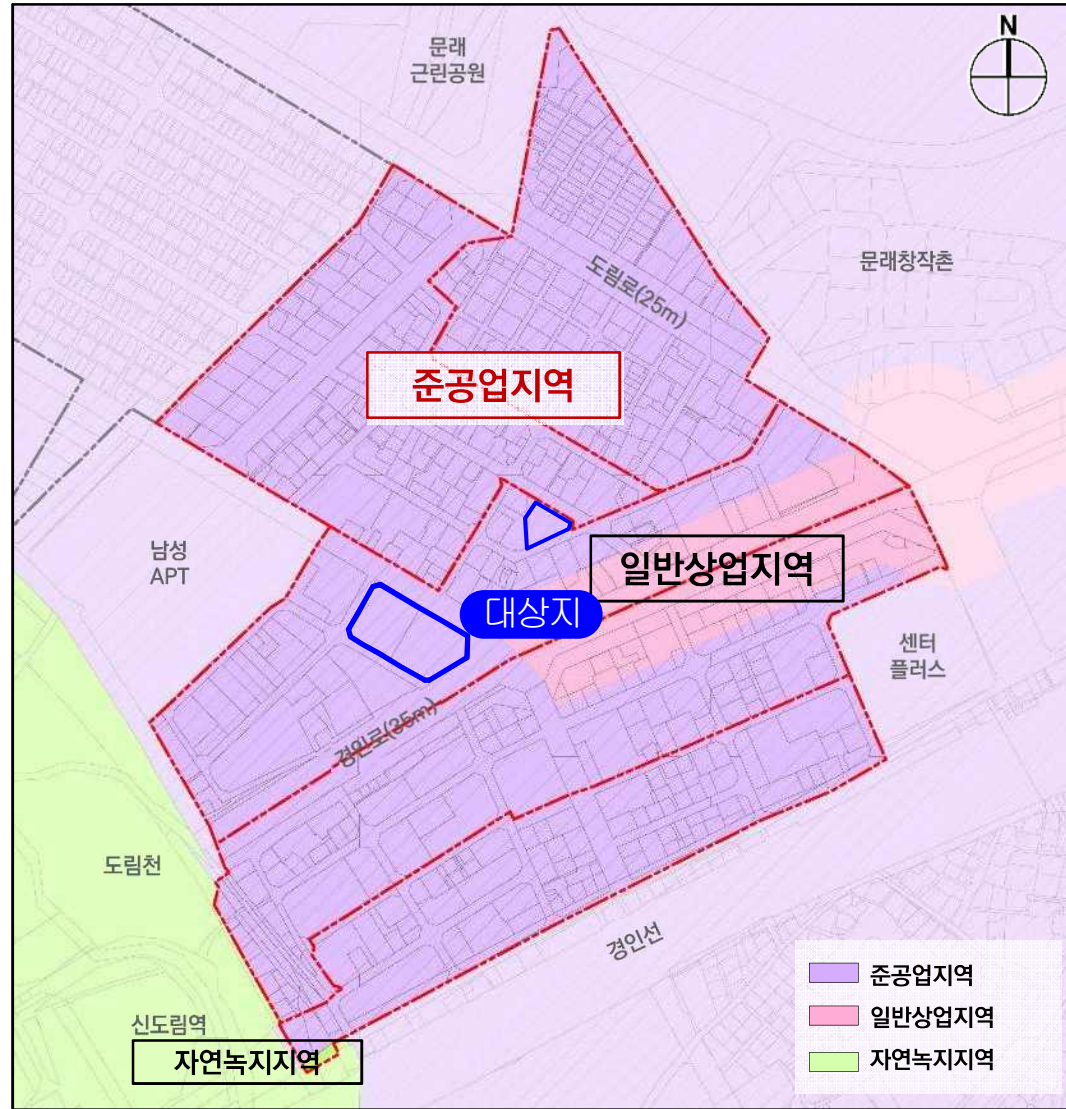 문래
근린공원
N
도림로(25m)
문래창작촌
준공업지역
남성
APT
일반상업지역
대상지
센터
플러스
경인로(35m)
도림천
경인선
신도림역
자연녹지지역
준공업지역
일반상업지역
자연녹지지역